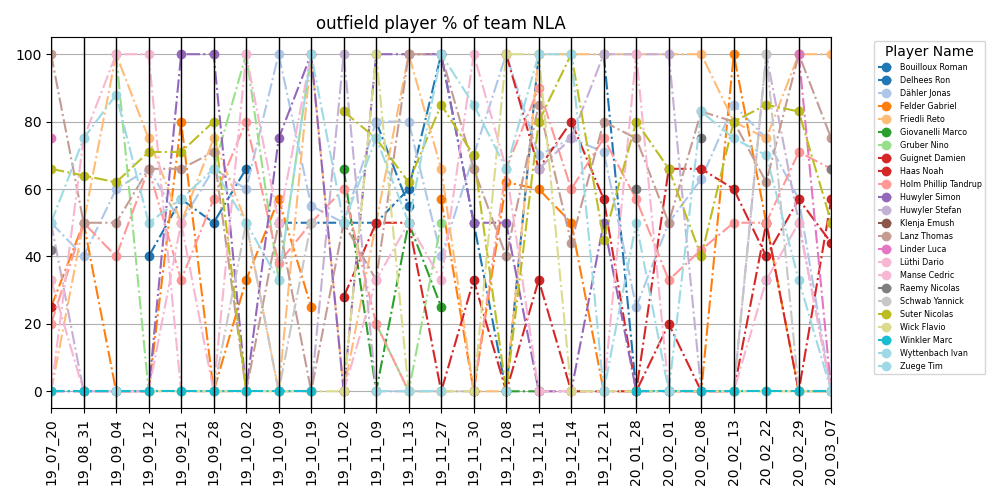 outfield player % of team NLA
100
80
60
40
20
0
19_07_20
19_08_31
19_09_04
19_09_12
19_09_21
19_09_28
19_10_02
19_10_09
19_10_19
19_11_02
19_11_09
19_11_13
19_11_27
19_11_30
19_12_08
19_12_11
19_12_14
19_12_21
20_01_28
20_02_01
20_02_08
20_02_13
20_02_22
20_02_29
20_03_07
Player Name
Bouilloux Roman
Delhees Ron
Dähler Jonas
Felder Gabriel
Friedli Reto
Giovanelli Marco
Gruber Nino
Guignet Damien
Haas Noah
Holm Phillip Tandrup
Huwyler Simon
Huwyler Stefan
Klenja Emush
Lanz Thomas
Linder Luca
Lüthi Dario
Manse Cedric
Raemy Nicolas
Schwab Yannick
Suter Nicolas
Wick Flavio
Winkler Marc
Wyttenbach Ivan
Zuege Tim